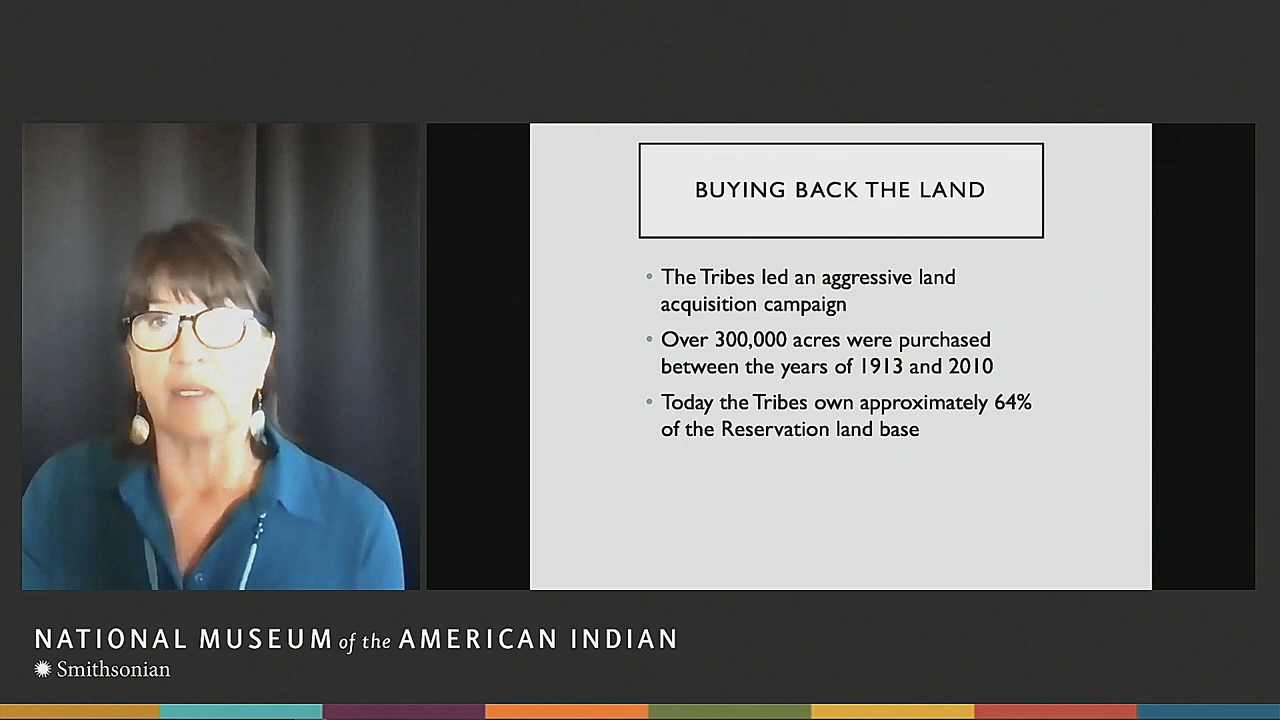 BUYING BACK THE LAND
• The Tribes led an aggressive land
acquisition campaign
• Over 300,000 acres were purchased
between the years of 1913 and 2010
• Today the Tribes own approximately 64%
of the Reservation land base
NATIONAL MUSEUM of the AMERICAN INDIAN
Smithsonian